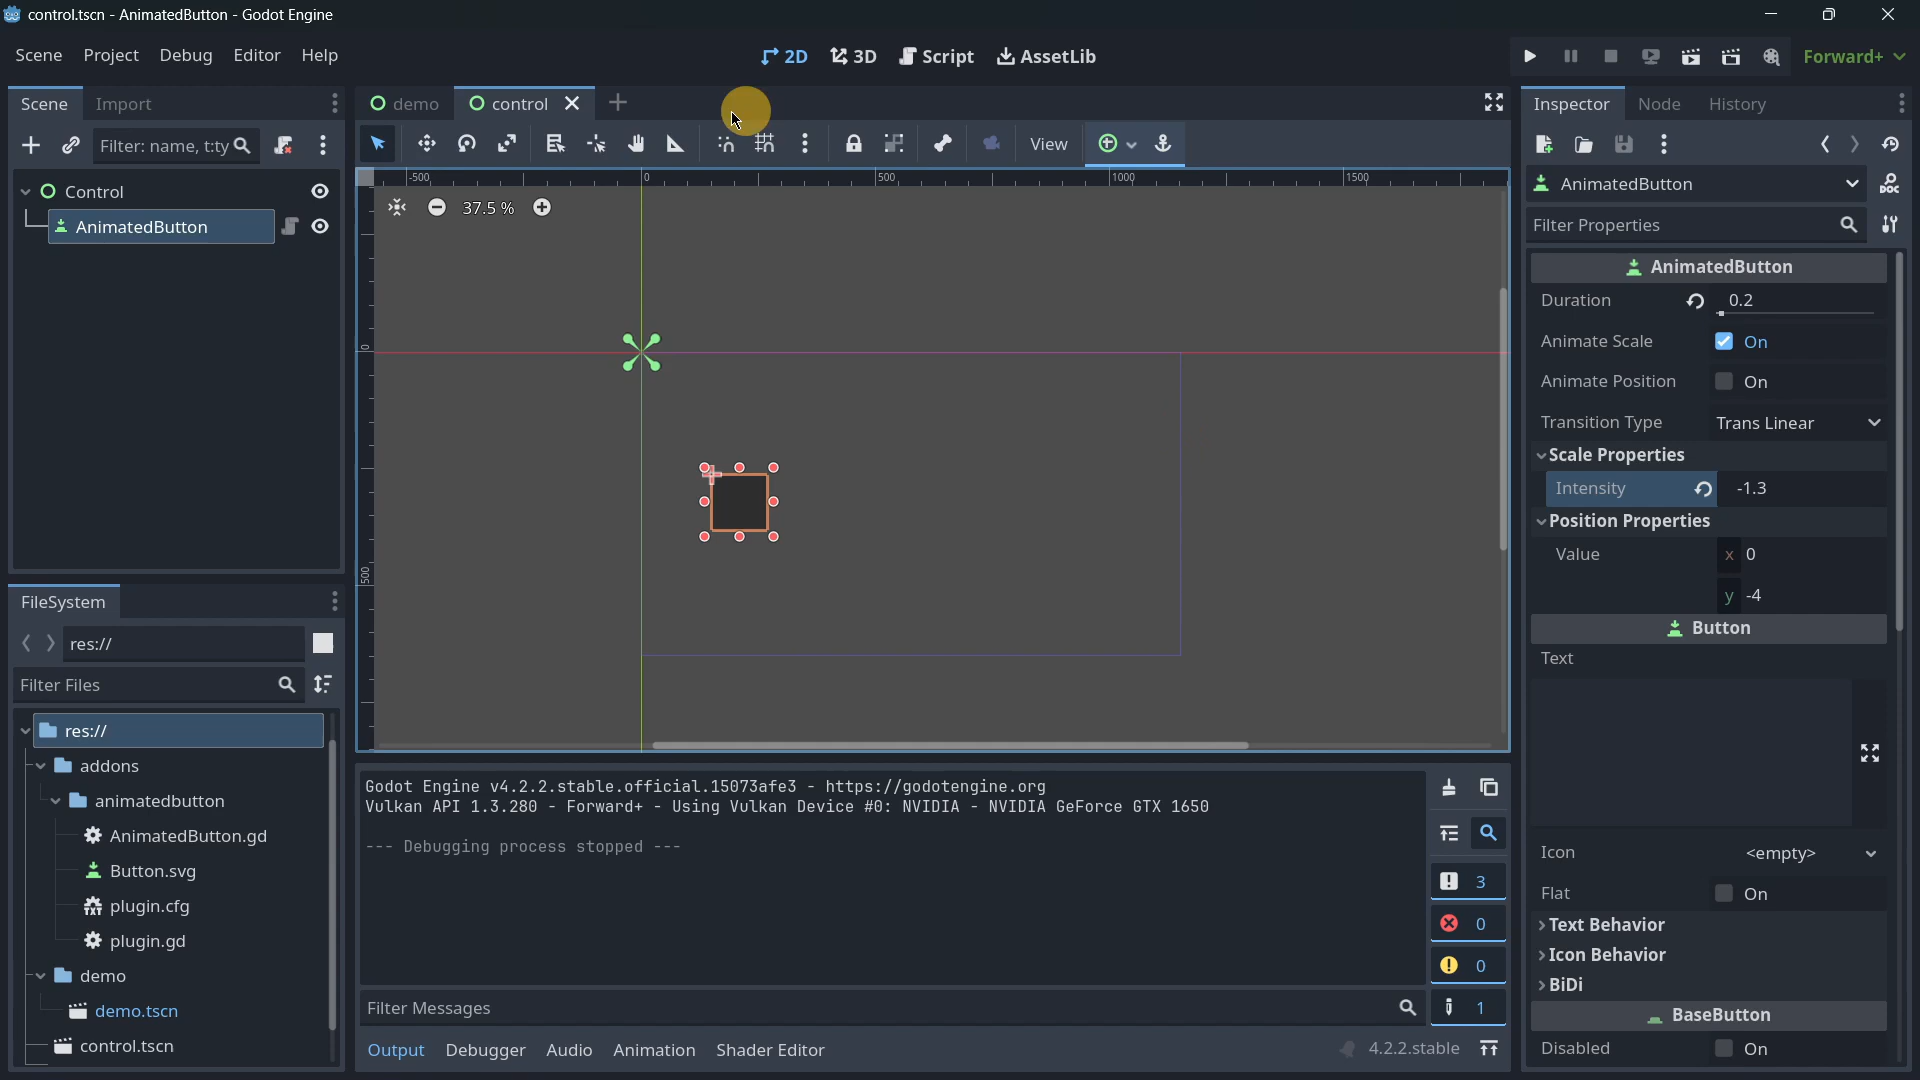 control.tscn - AnimatedButton - Godot Engine
Scene Project Debug Editor Help
2D 3D Script AssetLib
Forward+
Scene Import
Filter: name, t:ty
Control
AnimatedButton
FileSystem
res://
Filter Files
res://
addons
animatedbutton
AnimatedButton.gd
Button.svg
plugin.cfg
plugin.gd
demo
demo.tscn
control.tscn
demo control
View
-500 0 500 1000 1500
0
500
37.5 %
Godot Engine v4.2.2.stable.official.15073afe3 - https://godotengine.org
Vulkan API 1.3.280 - Forward+ - Using Vulkan Device #0: NVIDIA - NVIDIA GeForce GTX 1650
--- Debugging process stopped ---
3
0
0
1
Filter Messages
Output Debugger Audio Animation Shader Editor
4.2.2.stable
Inspector Node History
AnimatedButton
DOC
Filter Properties
AnimatedButton
Duration 0.2
Animate Scale On
Animate Position On
Transition Type Trans Linear
Scale Properties
Intensity -1.3
Position Properties
Value x 0
y -4
Button
Text
Icon <empty>
Flat On
Text Behavior
Icon Behavior
BiDi
BaseButton
Disabled On